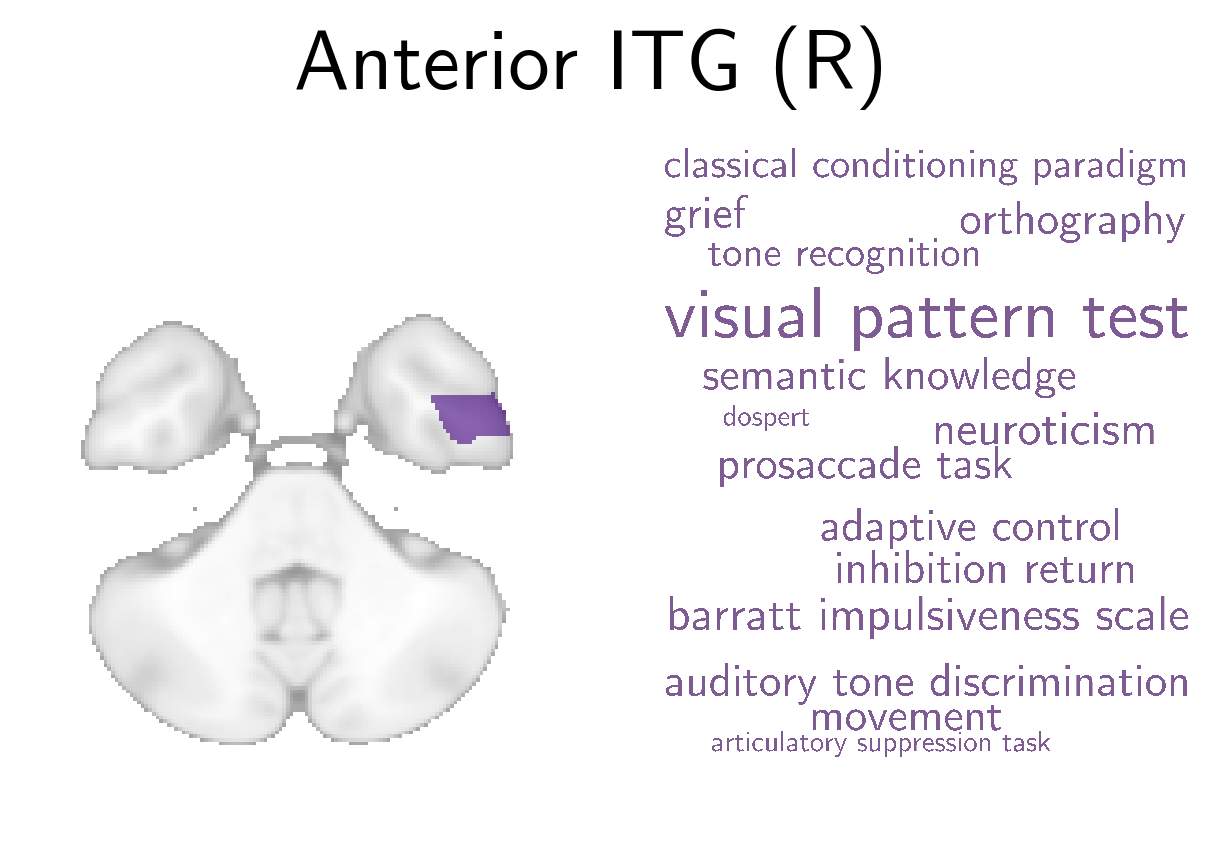 Anterior ITG (R)
classical conditioning paradigm
grief
orthography
tone recognition
visual pattern test
semantic knowledge
dospert
neuroticism
prosaccade task
adaptive control
inhibition return
barratt impulsiveness scale
auditory tone discrimination
movement
articulatory suppression task